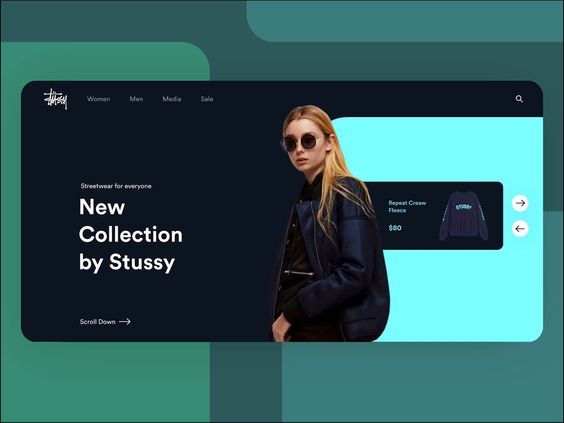 Stüssy
Women Men Media Sale
Streetwear for everyone
New
Collection
by Stussy
Scroll Down
Repeat Creaw
Fleece
$80
STUSSY